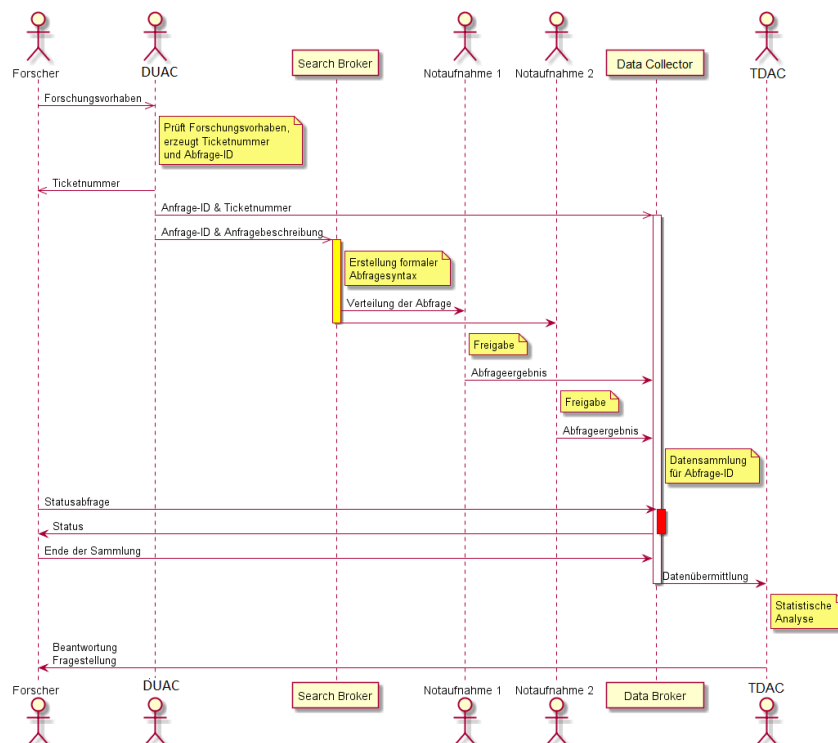 Forscher
DUAC
Search Broker
Notaufnahme 1
Notaufnahme 2
Data Collector
TDAC
Forschungsvorhaben
Prüft Forschungsvorhaben,
erzeugt Ticketnummer
und Abfrage-ID
Ticketnummer
Anfrage-ID & Ticketnummer
Anfrage-ID & Anfragebeschreibung
Erstellung formaler
Abfragesyntax
Verteilung der Abfrage
Freigabe
Abfrageergebnis
Freigabe
Abfrageergebnis
Datensammlung
für Abfrage-ID
Statusabfrage
Status
Ende der Sammlung
Datenübermittlung
Statistische
Analyse
Beantwortung
Fragestellung
Forscher
DUAC
Search Broker
Notaufnahme 1
Notaufnahme 2
Data Broker
TDAC